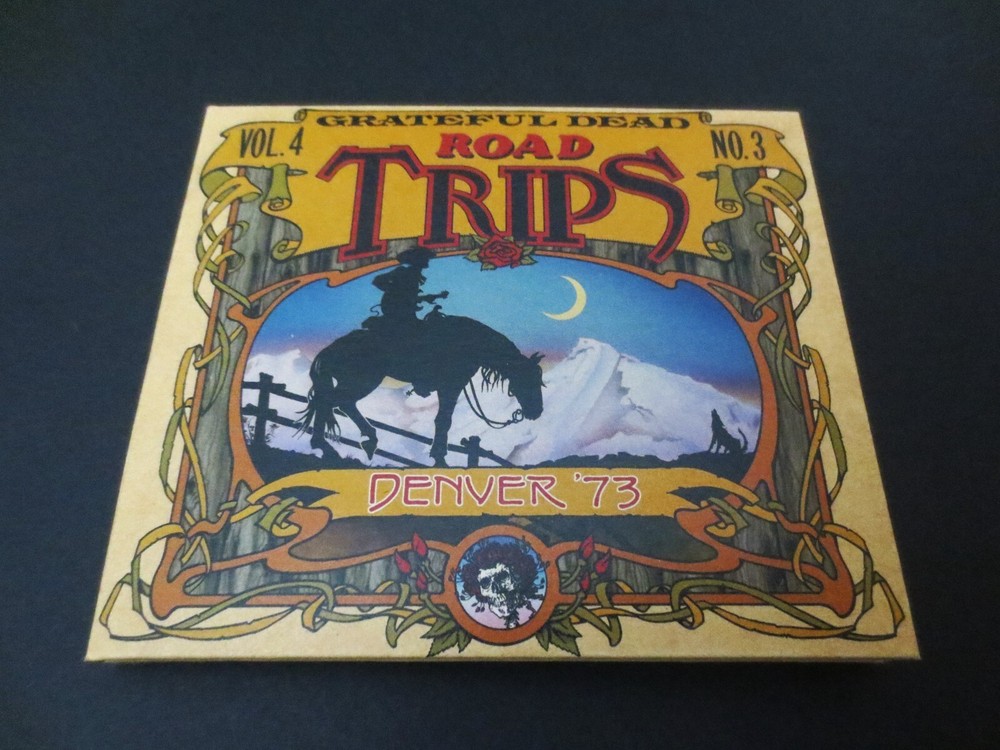 GRATEFUL DEAD
VOL. 4 ROAD NO. 3
TRIPS
DENVER '73